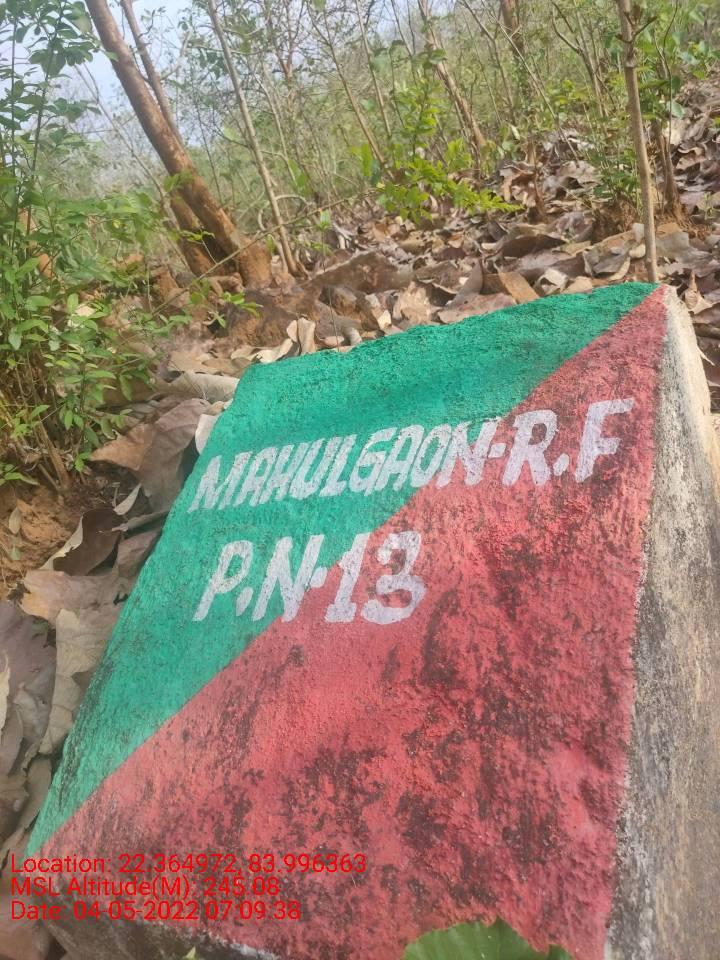 MAHULGAON-R.F
P.N-13
Location: 22.364972, 83.996363
MSL Altitude(M): 245.08
Date: 04-05-2022 07:09:38